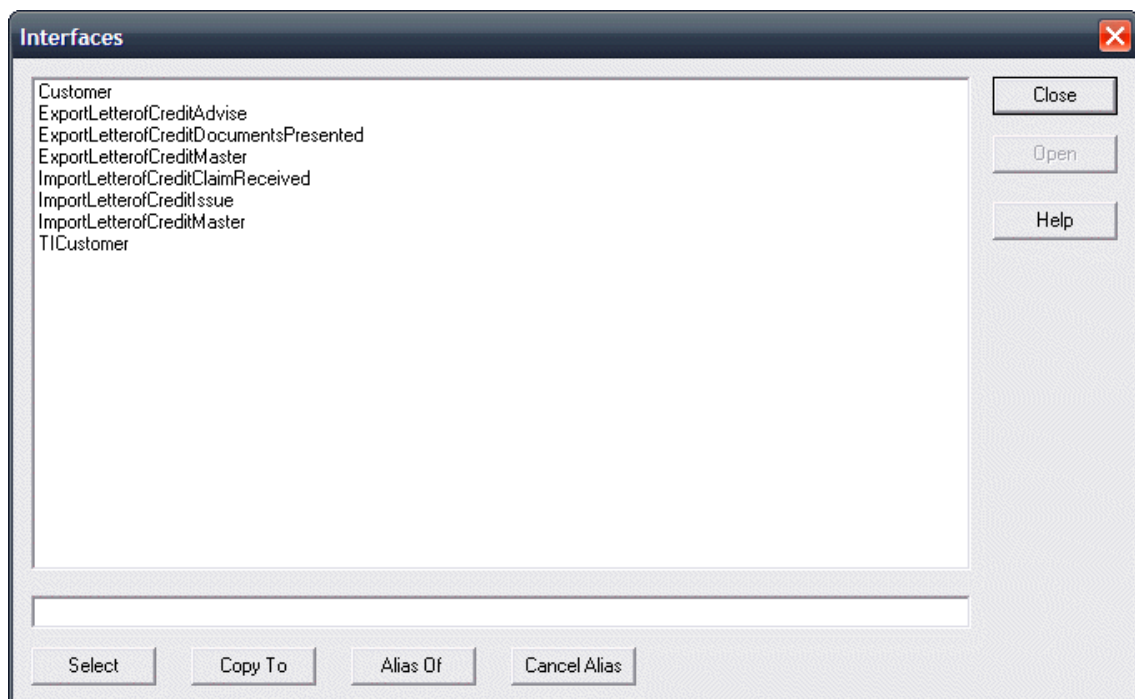 Interfaces
Customer
ExportLetterofCreditAdvise
ExportLetterofCreditDocumentsPresented
ExportLetterofCreditMaster
ImportLetterofCreditClaimReceived
ImportLetterofCreditIssue
ImportLetterofCreditMaster
TICustomer
Close
Open
Help
Select
Copy To
Alias Of
Cancel Alias